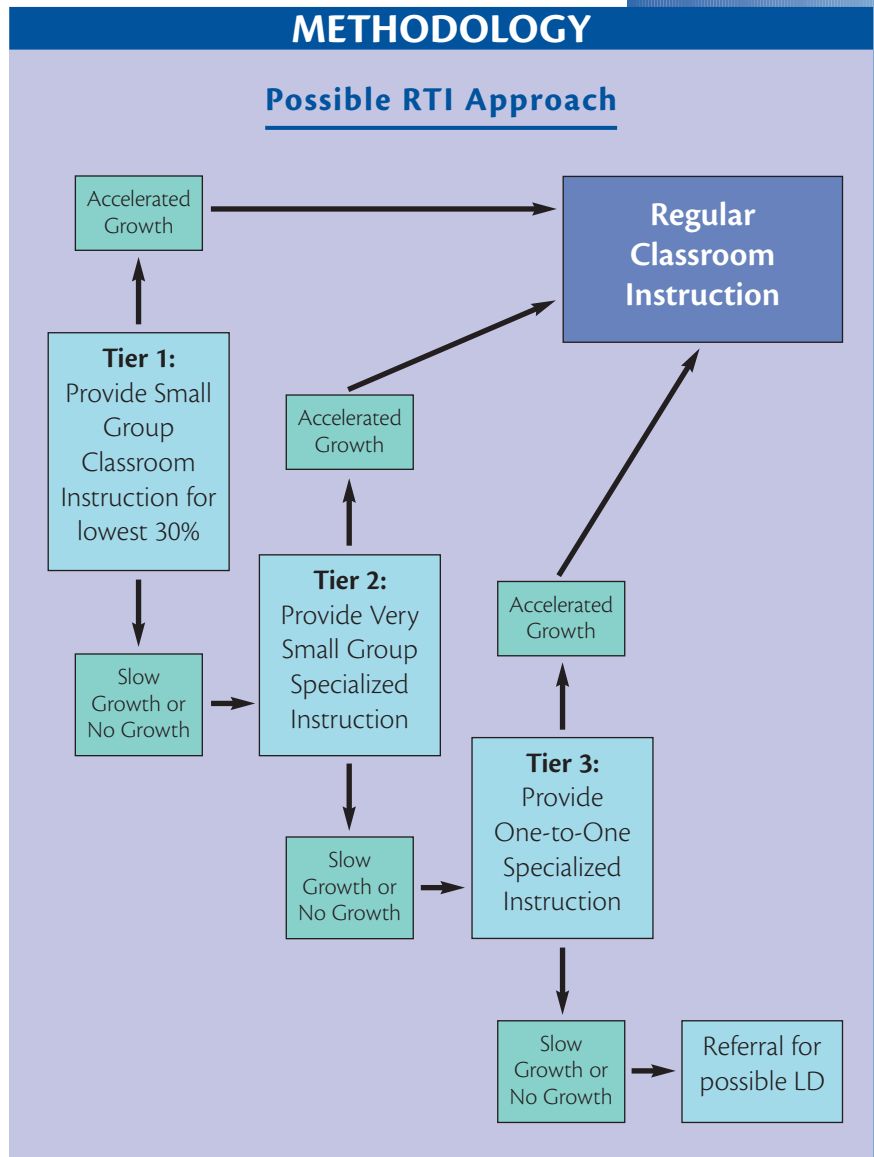 METHODOLOGY
Possible RTI Approach
Accelerated
Growth
Regular
Classroom
Instruction
Tier 1:
Provide Small
Group
Classroom
Instruction for
lowest 30%
Accelerated
Growth
Slow
Growth or
No Growth
Tier 2:
Provide Very
Small Group
Specialized
Instruction
Accelerated
Growth
Slow
Growth or
No Growth
Tier 3:
Provide
One-to-One
Specialized
Instruction
Slow
Growth or
No Growth
Referral for
possible LD